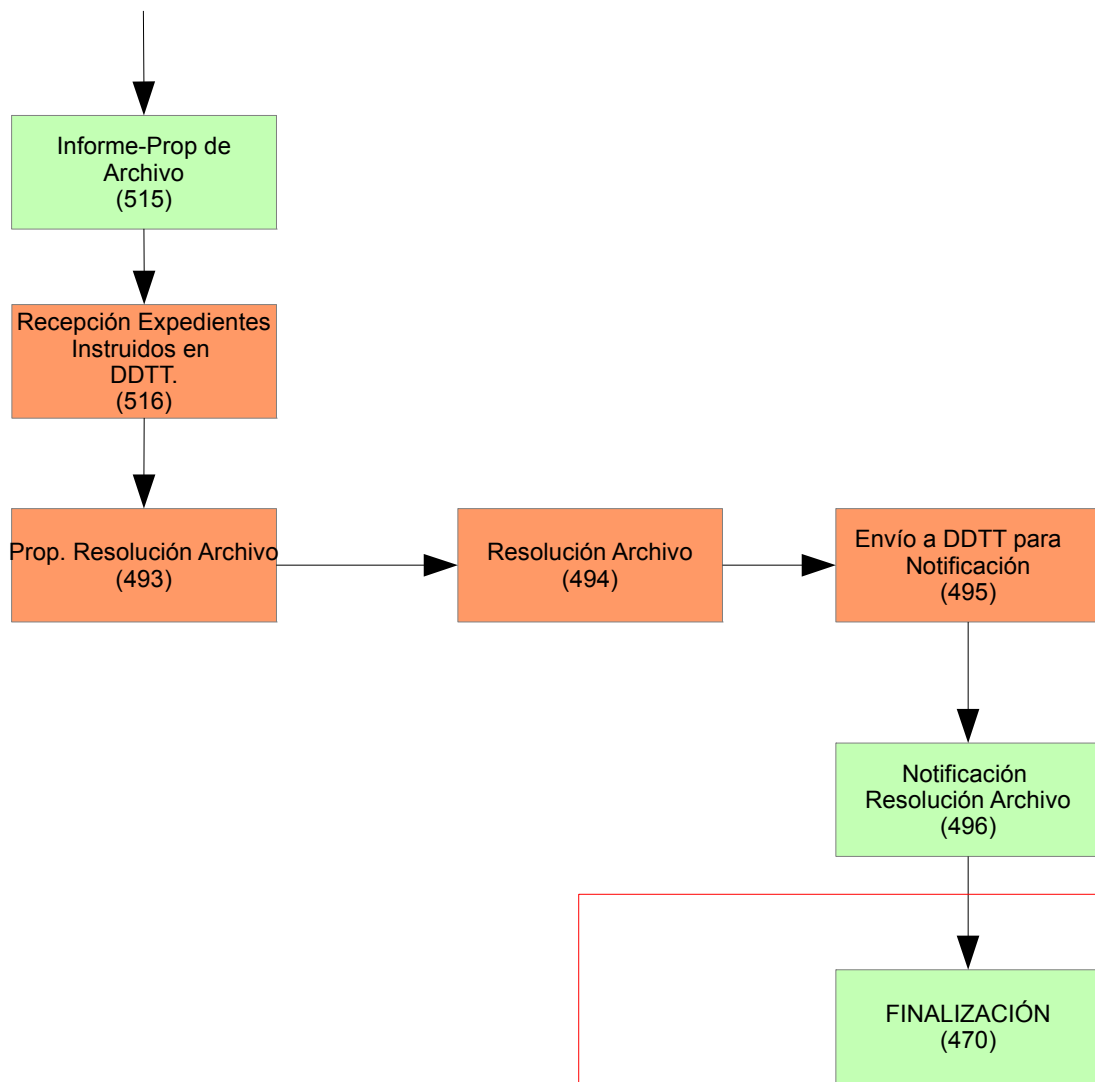 Informe-Prop de
Archivo
(515)
Recepción Expedientes
Instruidos en
DDTT.
(516)
Prop. Resolución Archivo
(493)
Resolución Archivo
(494)
Envío a DDTT para
Notificación
(495)
Notificación
Resolución Archivo
(496)
FINALIZACIÓN
(470)